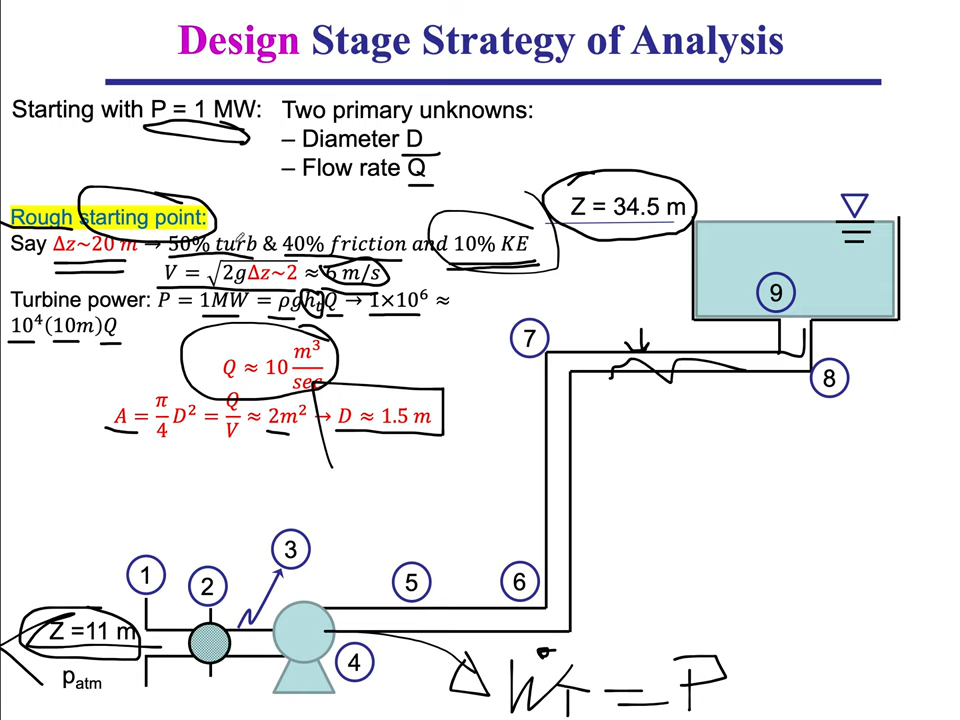 Design Stage Strategy of Analysis
Starting with P = 1 MW:
Two primary unknowns:
– Diameter D
– Flow rate Q
Rough starting point:
Say Δz~20 m → 50% turb & 40% friction and 10% KE
V = √2gΔz~2 ≈ 6 m/s
Turbine power: P = 1MW = ρghₜQ → 1×10⁶ ≈
10⁴(10m)Q
Q ≈ 10 m³/sec
A = π/4 D² = Q/V ≈ 2m² → D ≈ 1.5 m
Z = 34.5 m
9
7
8
3
1
2
5
6
Z =11 m
4
p_atm
Ẇ_T = P